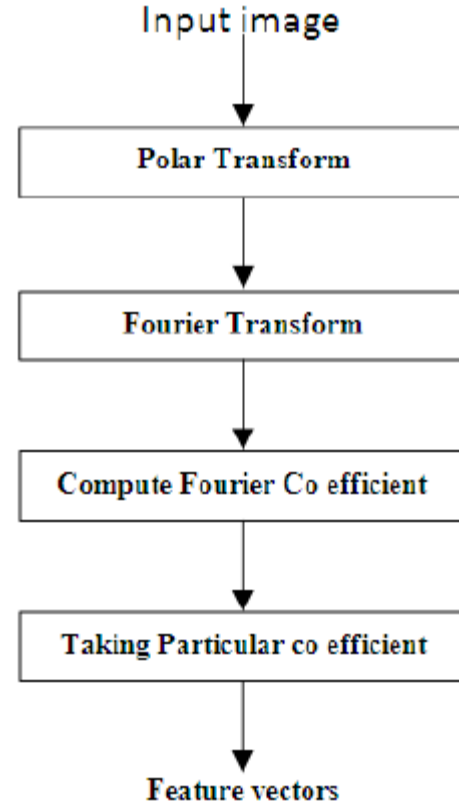 Input image
Polar Transform
Fourier Transform
Compute Fourier Co efficient
Taking Particular co efficient
Feature vectors